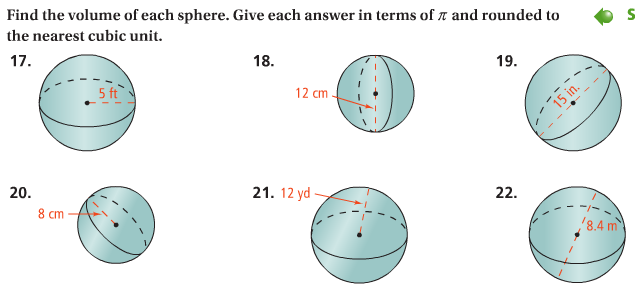 Find the volume of each sphere. Give each answer in terms of π and rounded to
the nearest cubic unit.
S
17.
5 ft
18.
12 cm
19.
15 in.
20.
8 cm
21.
12 yd
22.
8.4 m